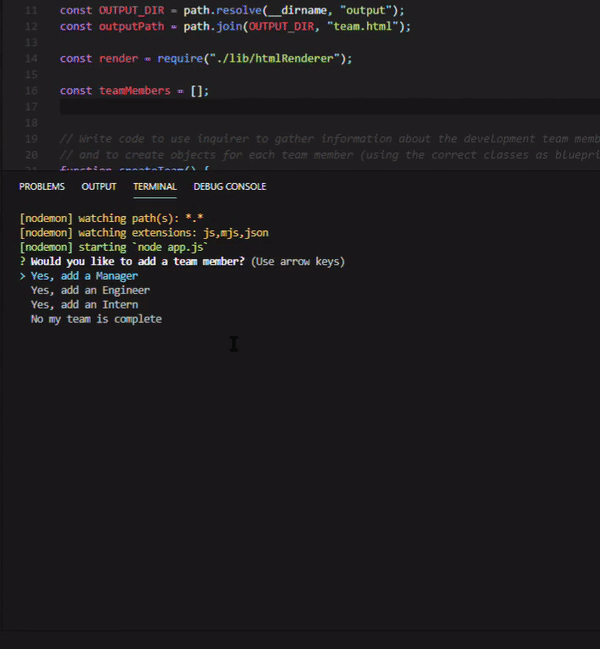 11 const OUTPUT_DIR = path.resolve(__dirname, "output");
12 const outputPath = path.join(OUTPUT_DIR, "team.html");
13
14 const render = require("./lib/htmlRenderer");
15
16 const teamMembers = [];
17
18
19 // Write code to use inquirer to gather information about the development team memb
20 // and to create objects for each team member (using the correct classes as bluepri
21 function createTeam() {
PROBLEMS OUTPUT TERMINAL DEBUG CONSOLE
[nodemon] watching path(s): *.*
[nodemon] watching extensions: js,mjs,json
[nodemon] starting `node app.js`
? Would you like to add a team member? (Use arrow keys)
> Yes, add a Manager
Yes, add an Engineer
Yes, add an Intern
No my team is complete